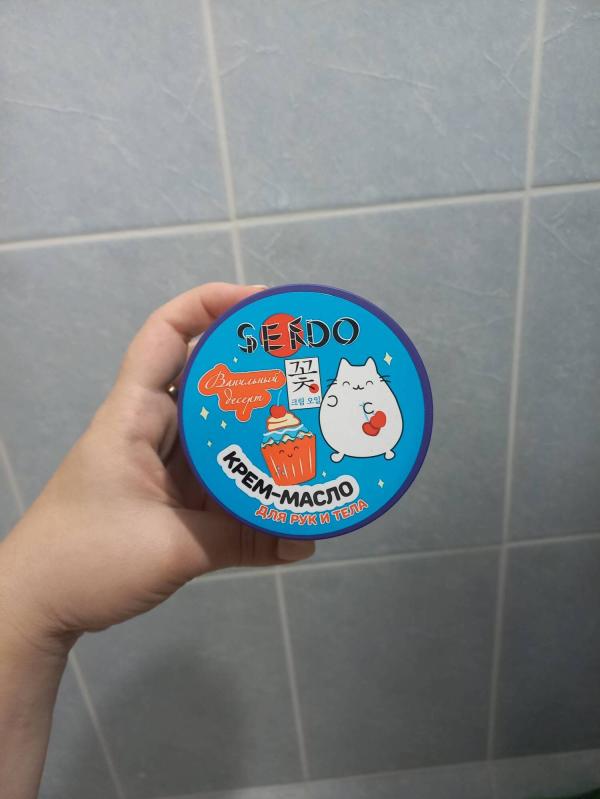 SENDO
Ванильный
десерт
꽃
크림 오일
КРЕМ-МАСЛО
ДЛЯ РУК И ТЕЛА